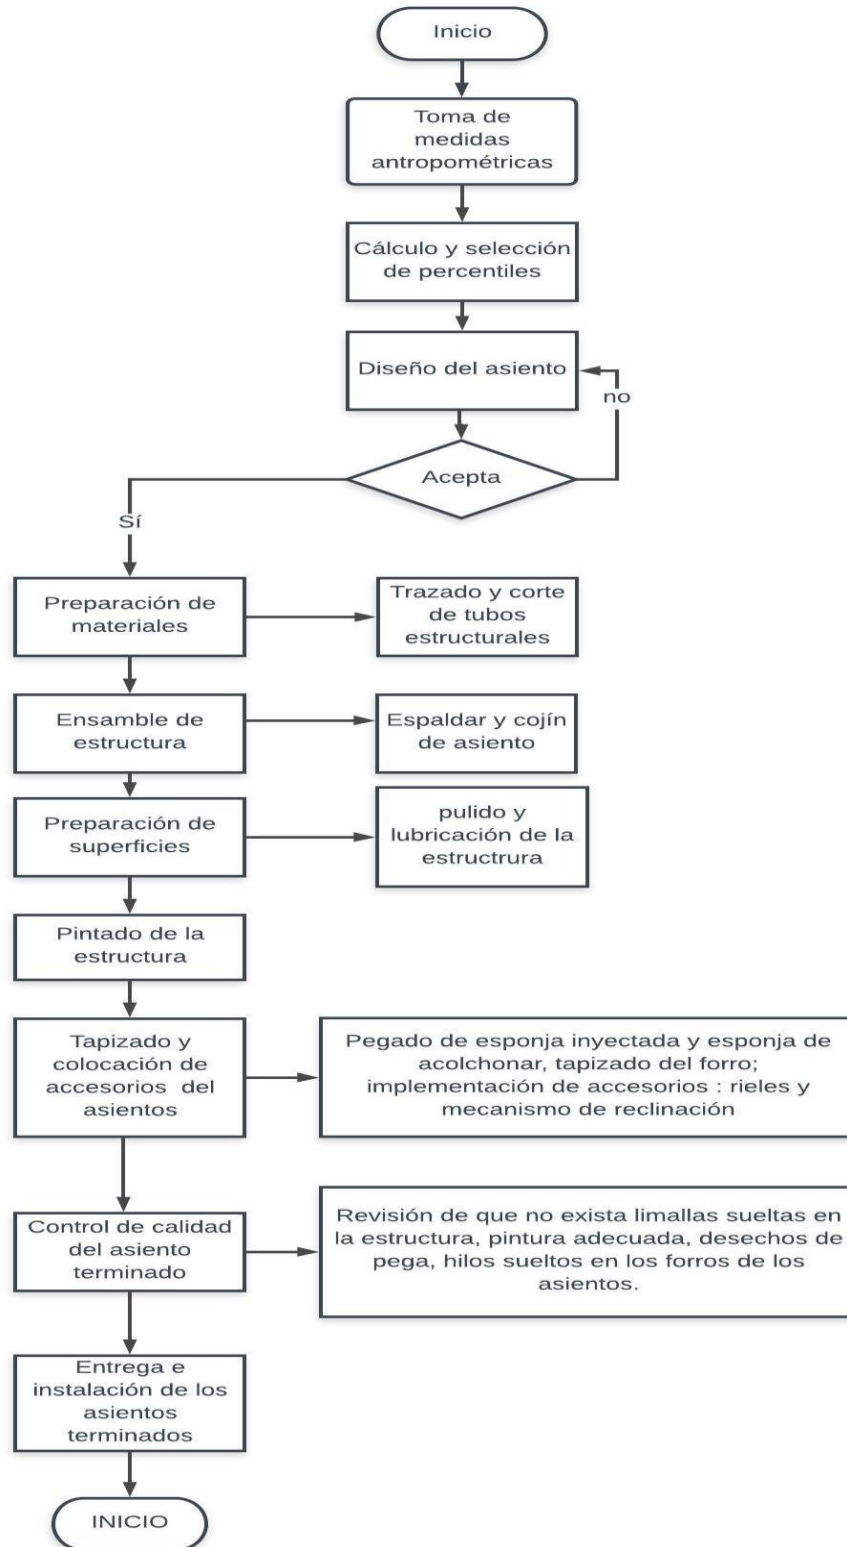 Inicio
Toma de
medidas
antropométricas
Cálculo y selección
de percentiles
Diseño del asiento
no
Acepta
Sí
Preparación de
materiales
Trazado y corte
de tubos
estructurales
Ensamble de
estructura
Espaldar y cojín
de asiento
Preparación de
superficies
pulido y
lubricación de la
estructrura
Pintado de la
estructura
Tapizado y
colocación de
accesorios del
asientos
Pegado de esponja inyectada y esponja de
acolchonar, tapizado del forro;
implementación de accesorios : rieles y
mecanismo de reclinación
Control de calidad
del asiento
terminado
Revisión de que no exista limallas sueltas en
la estructura, pintura adecuada, desechos de
pega, hilos sueltos en los forros de los
asientos.
Entrega e
instalación de los
asientos
terminados
INICIO